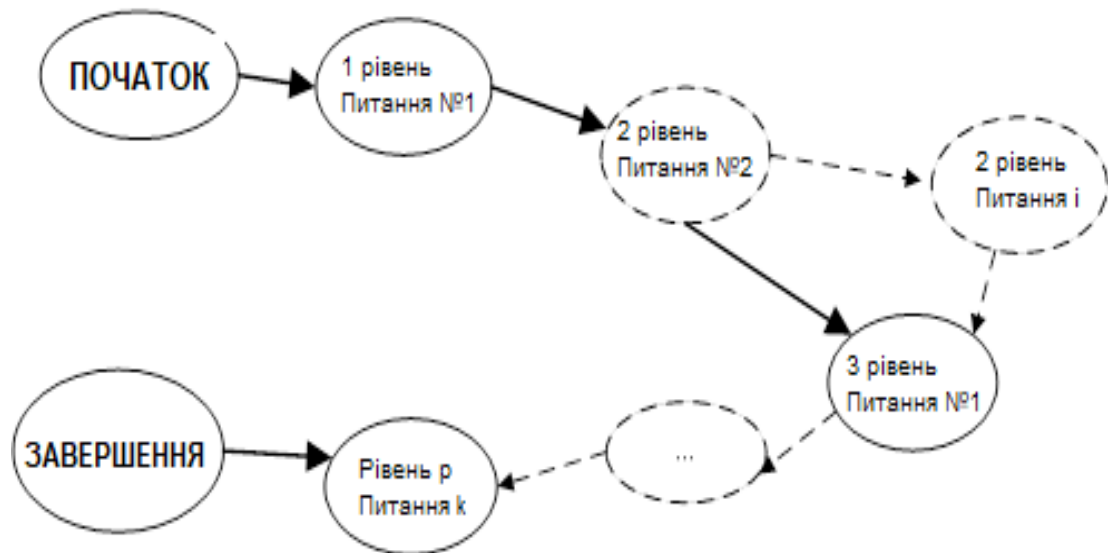 ПОЧАТОК
1 рівень
Питання №1
2 рівень
Питання №2
2 рівень
Питання i
3 рівень
Питання №1
...
Рівень p
Питання k
ЗАВЕРШЕННЯ